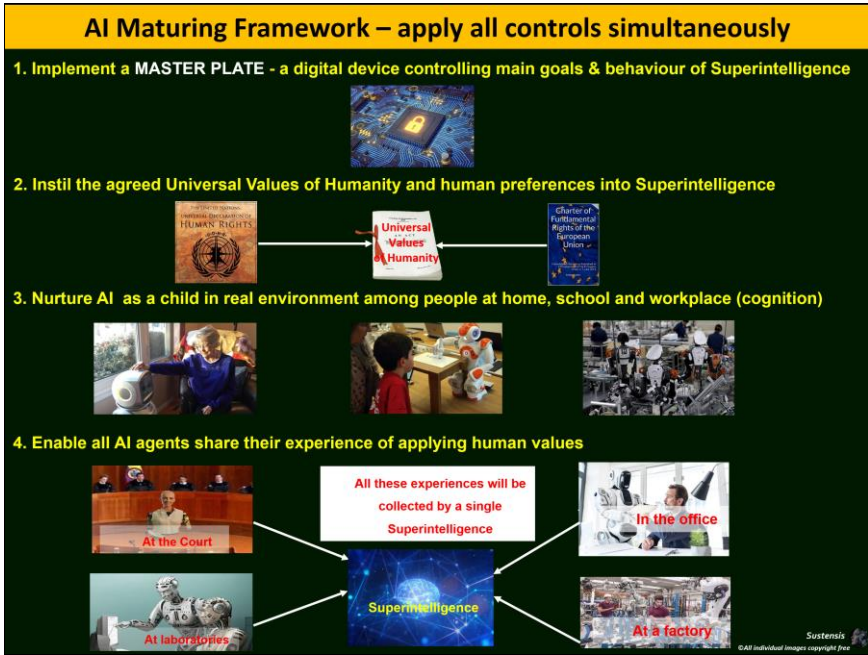 AI Maturing Framework – apply all controls simultaneously
1. Implement a MASTER PLATE - a digital device controlling main goals & behaviour of Superintelligence
2. Instil the agreed Universal Values of Humanity and human preferences into Superintelligence
HUMAN RIGHTS
Universal
Values
of Humanity
Charter of
Fundamental
Rights of the
European
Union
3. Nurture AI as a child in real environment among people at home, school and workplace (cognition)
4. Enable all AI agents share their experience of applying human values
At the Court
All these experiences will be
collected by a single
Superintelligence
In the office
At laboratories
Superintelligence
At a factory
Sustensis
©All individual images copyright free